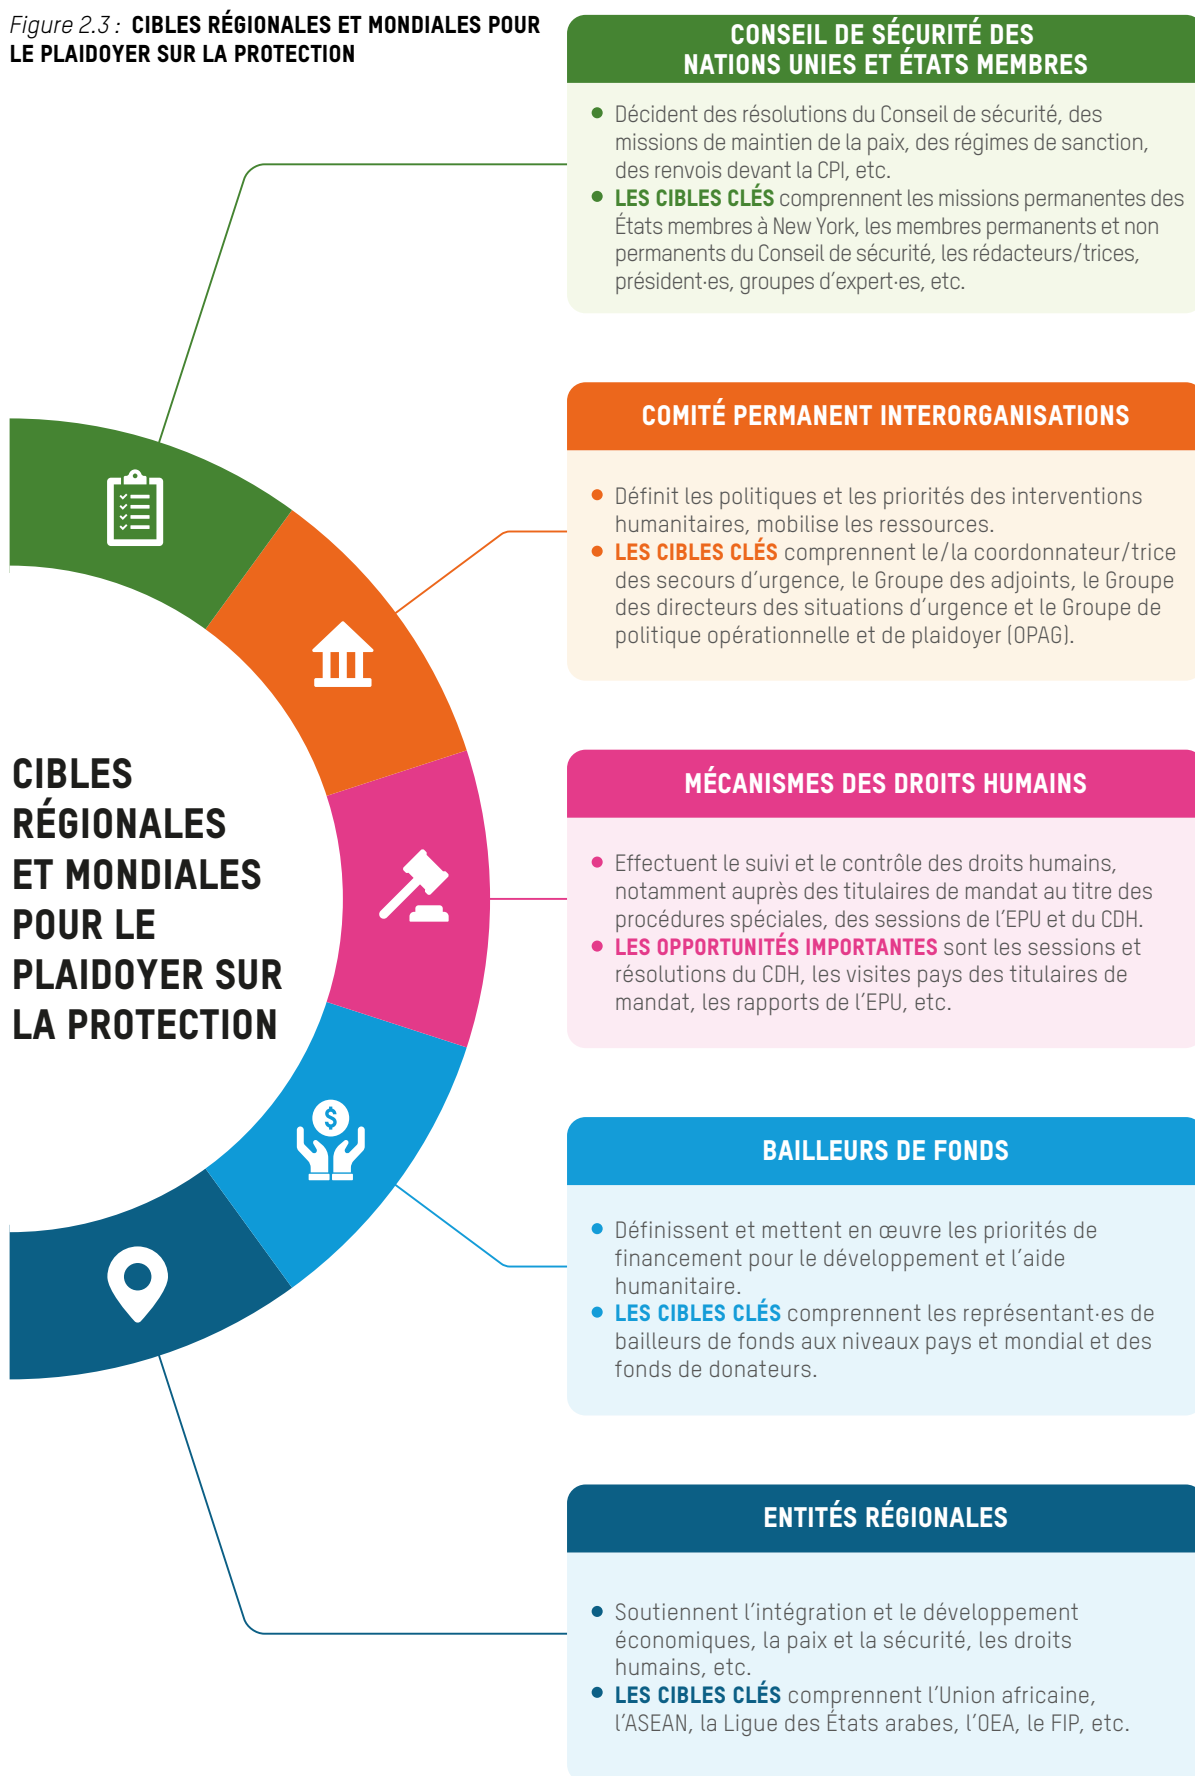 Figure 2.3 : CIBLES RÉGIONALES ET MONDIALES POUR
LE PLAIDOYER SUR LA PROTECTION
CONSEIL DE SÉCURITÉ DES
NATIONS UNIES ET ÉTATS MEMBRES
• Décident des résolutions du Conseil de sécurité, des
missions de maintien de la paix, des régimes de sanction,
des renvois devant la CPI, etc.
• LES CIBLES CLÉS comprennent les missions permanentes des
États membres à New York, les membres permanents et non
permanents du Conseil de sécurité, les rédacteurs/trices,
président·es, groupes d’expert·es, etc.
COMITÉ PERMANENT INTERORGANISATIONS
• Définit les politiques et les priorités des interventions
humanitaires, mobilise les ressources.
• LES CIBLES CLÉS comprennent le/la coordonnateur/trice
des secours d’urgence, le Groupe des adjoints, le Groupe
des directeurs des situations d’urgence et le Groupe de
politique opérationnelle et de plaidoyer (OPAG).
CIBLES
RÉGIONALES
ET MONDIALES
POUR LE
PLAIDOYER SUR
LA PROTECTION
MÉCANISMES DES DROITS HUMAINS
• Effectuent le suivi et le contrôle des droits humains,
notamment auprès des titulaires de mandat au titre des
procédures spéciales, des sessions de l’EPU et du CDH.
• LES OPPORTUNITÉS IMPORTANTES sont les sessions et
résolutions du CDH, les visites pays des titulaires de
mandat, les rapports de l’EPU, etc.
$
BAILLEURS DE FONDS
• Définissent et mettent en œuvre les priorités de
financement pour le développement et l’aide
humanitaire.
• LES CIBLES CLÉS comprennent les représentant·es de
bailleurs de fonds aux niveaux pays et mondial et des
fonds de donateurs.
ENTITÉS RÉGIONALES
• Soutiennent l’intégration et le développement
économiques, la paix et la sécurité, les droits
humains, etc.
• LES CIBLES CLÉS comprennent l’Union africaine,
l’ASEAN, la Ligue des États arabes, l’OEA, le FIP, etc.